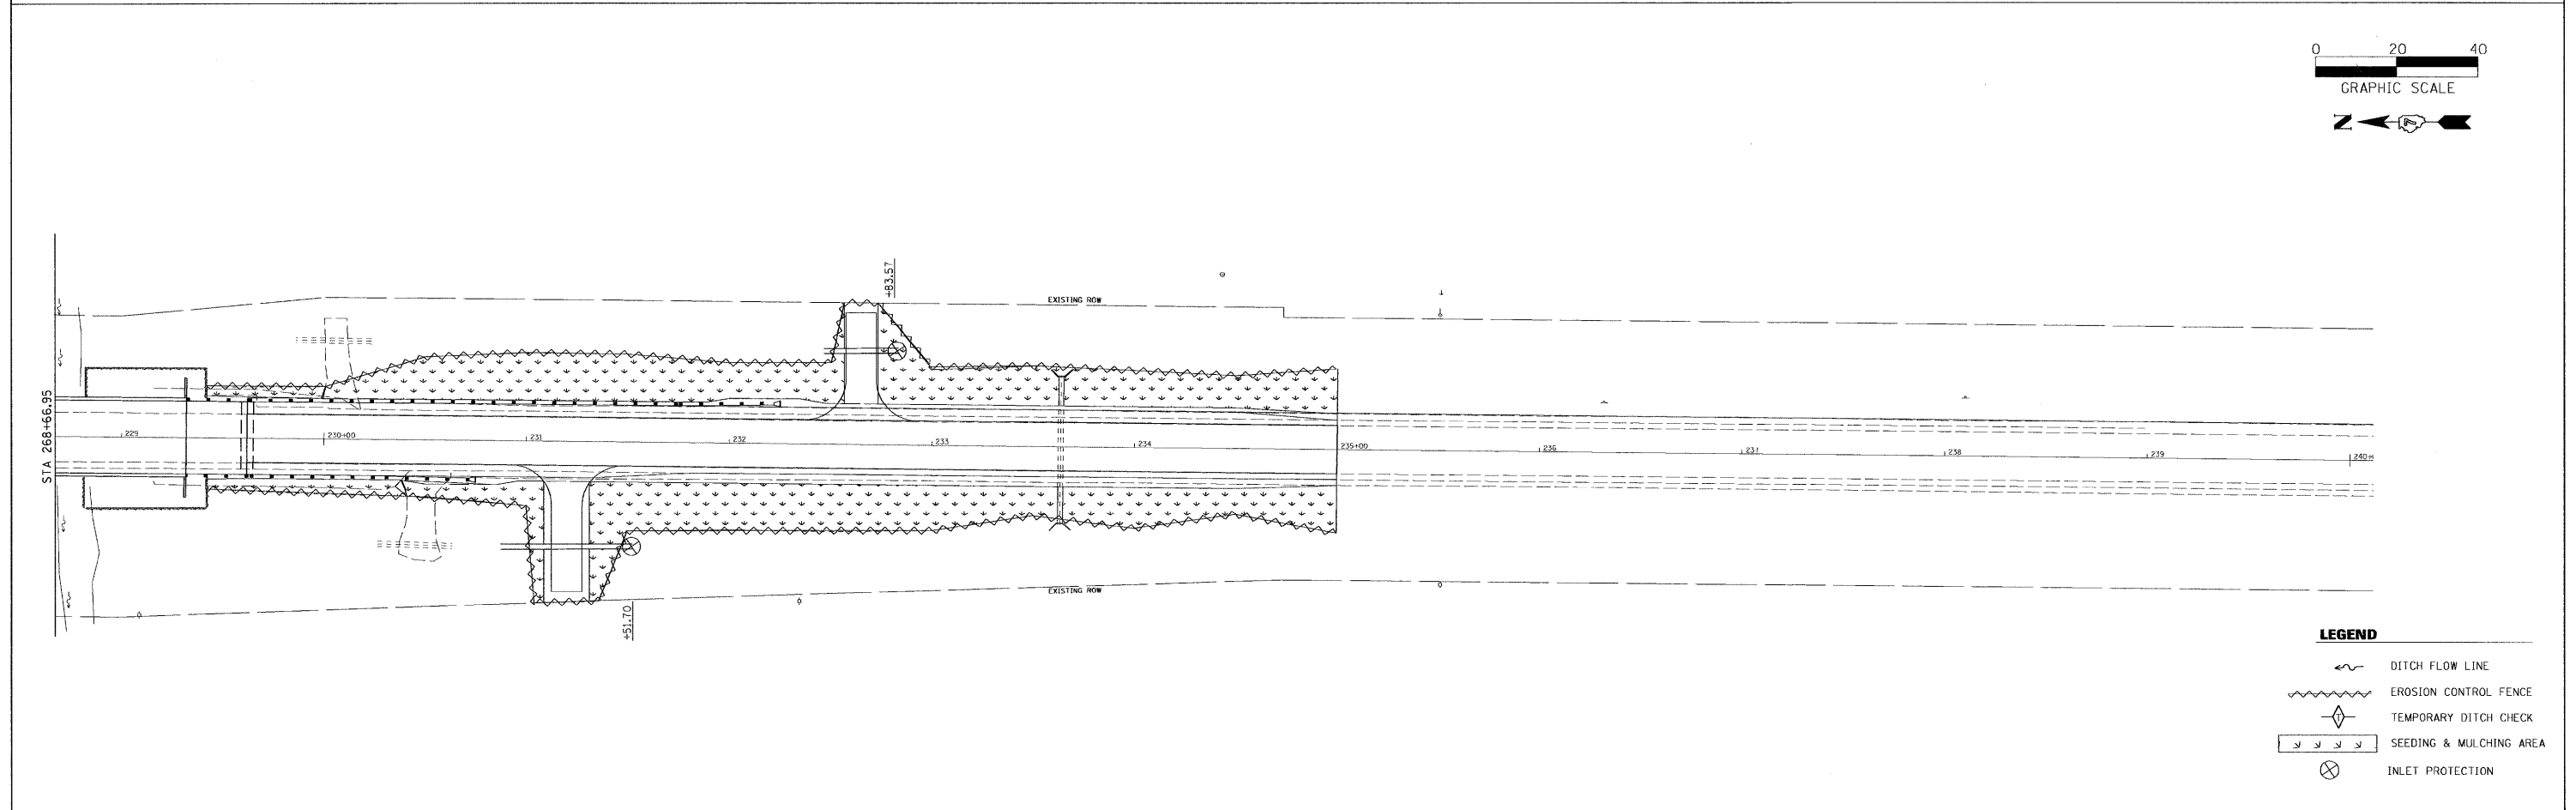 0 20 40
GRAPHIC SCALE
N
+83.57
EXISTING ROW
STA 268+66.95
229
230+00
231
232
233
234
235+00
236
237
238
239
240+
EXISTING ROW
+51.70
LEGEND
DITCH FLOW LINE
EROSION CONTROL FENCE
T TEMPORARY DITCH CHECK
SEEDING & MULCHING AREA
INLET PROTECTION